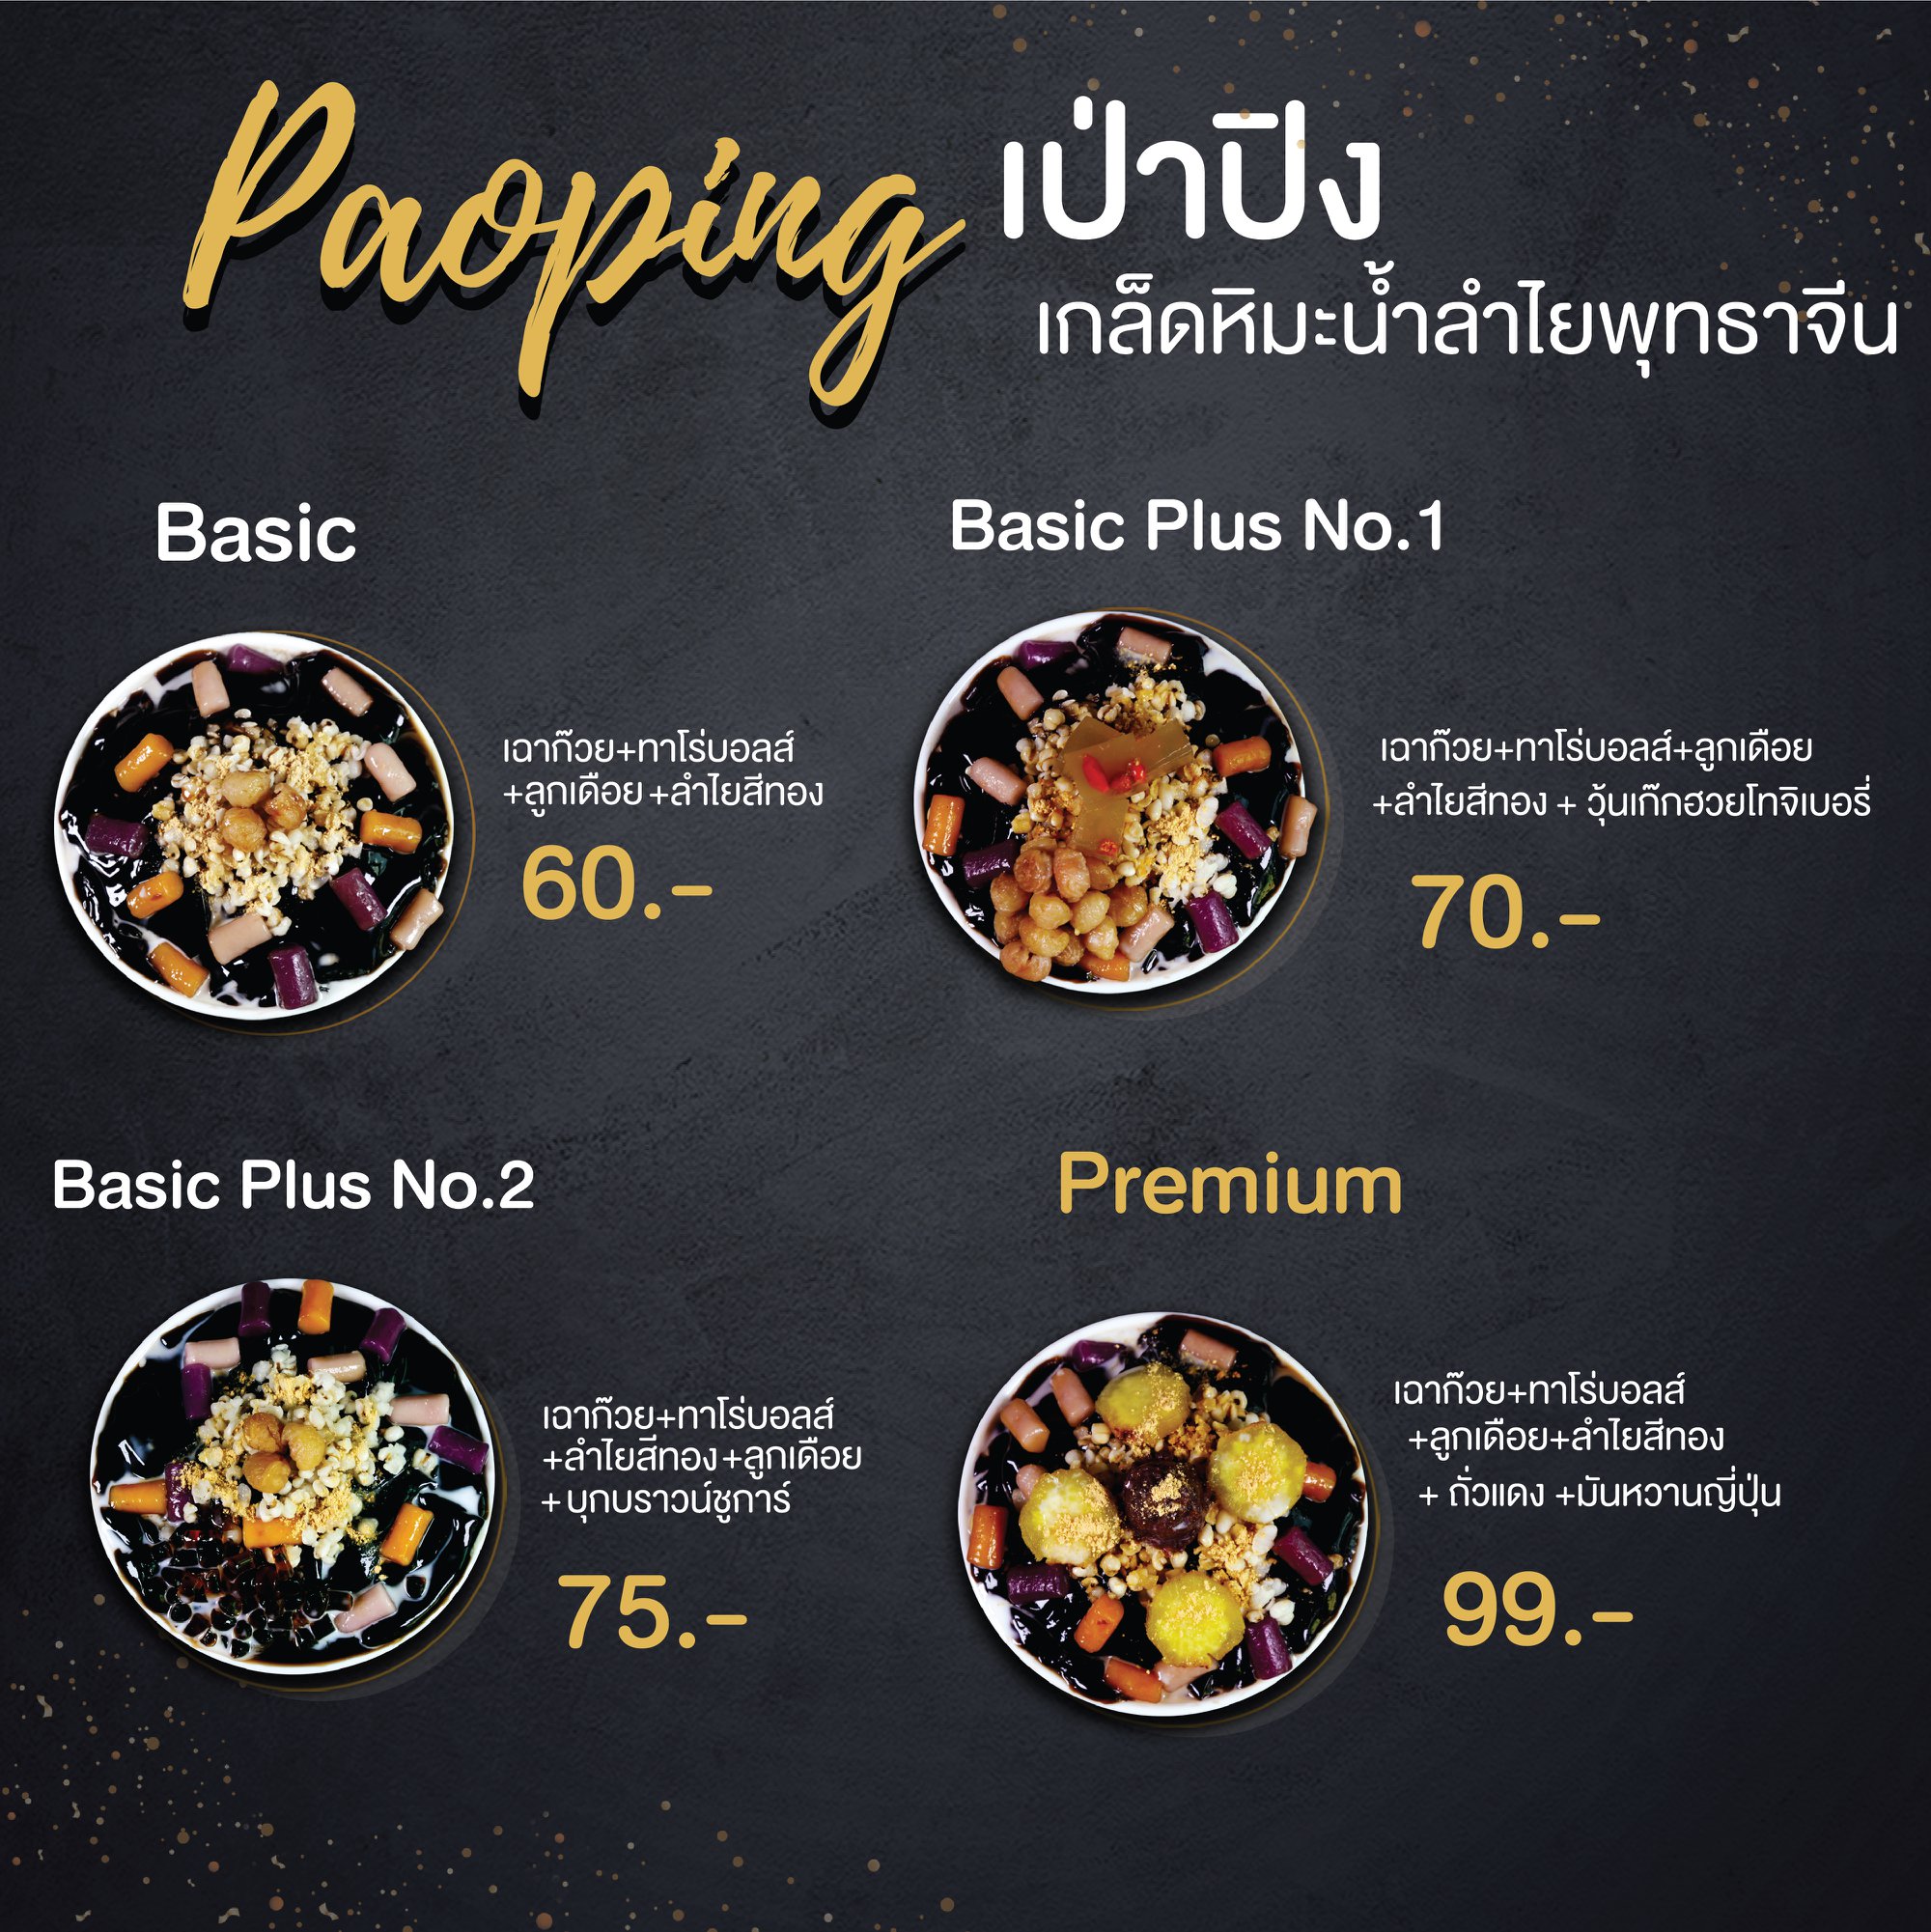 Paoping เป่าปิง
เกล็ดหิมะน้ำลำไยพุทราจีน
Basic
เฉาก๊วย+ทาโร่บอลส์
+ลูกเดือย+ลำไยสีทอง
60.-
Basic Plus No.1
เฉาก๊วย+ทาโร่บอลส์+ลูกเดือย
+ลำไยสีทอง + วุ้นเก๊กฮวยโกจิเบอรี่
70.-
Basic Plus No.2
เฉาก๊วย+ทาโร่บอลส์
+ลำไยสีทอง+ลูกเดือย
+บุกบราวน์ชูการ์
75.-
Premium
เฉาก๊วย+ทาโร่บอลส์
+ลูกเดือย+ลำไยสีทอง
+ ถั่วแดง +มันหวานญี่ปุ่น
99.-